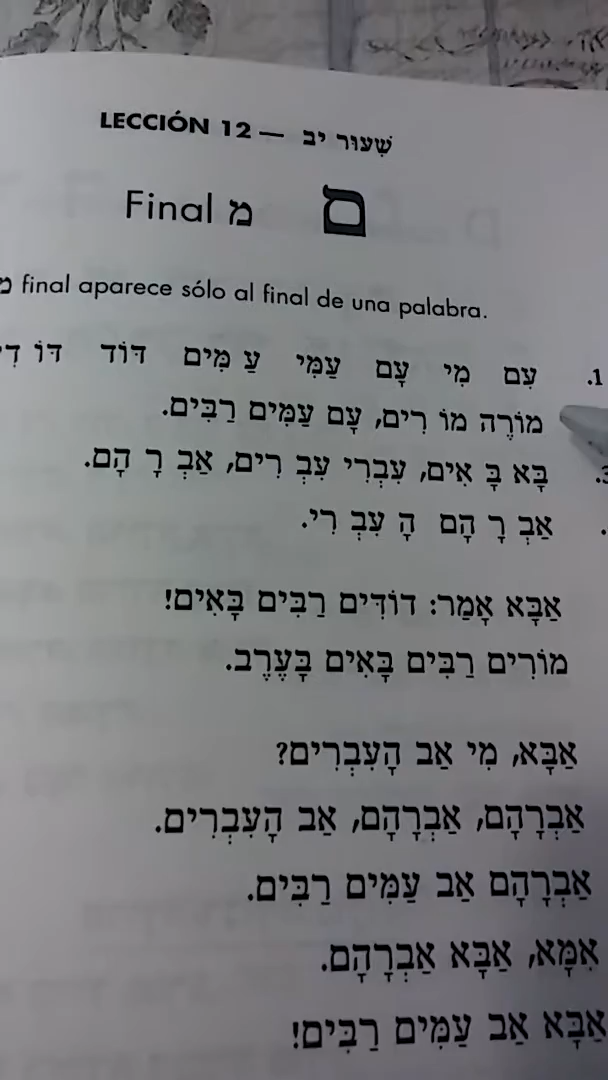 LECCIÓN 12 — שִׁעוּר יב
Final מ ם
מ final aparece sólo al final de una palabra.
1. עִם מִי עָם עַמִּי עַ מִּים דּוֹד דּוֹ דִי
מוֹרֶה מוֹ רִים, עָם עַמִּים רַבִּים.
3. בָּא בָּ אִים, עִבְרִי עִבְ רִים, אַבְ רָ הָם.
אַבְ רָ הָם הָ עִבְ רִי.
אַבָּא אָמַר: דּוֹדִים רַבִּים בָּאִים!
מוֹרִים רַבִּים בָּאִים בָּעֶרֶב.
אַבָּא, מִי אַב הָעִבְרִים?
אַבְרָהָם, אַבְרָהָם, אַב הָעִבְרִים.
אַבְרָהָם אַב עַמִּים רַבִּים.
אִמָּא, אַבָּא אַבְרָהָם.
אַבָּא אַב עַמִּים רַבִּים!